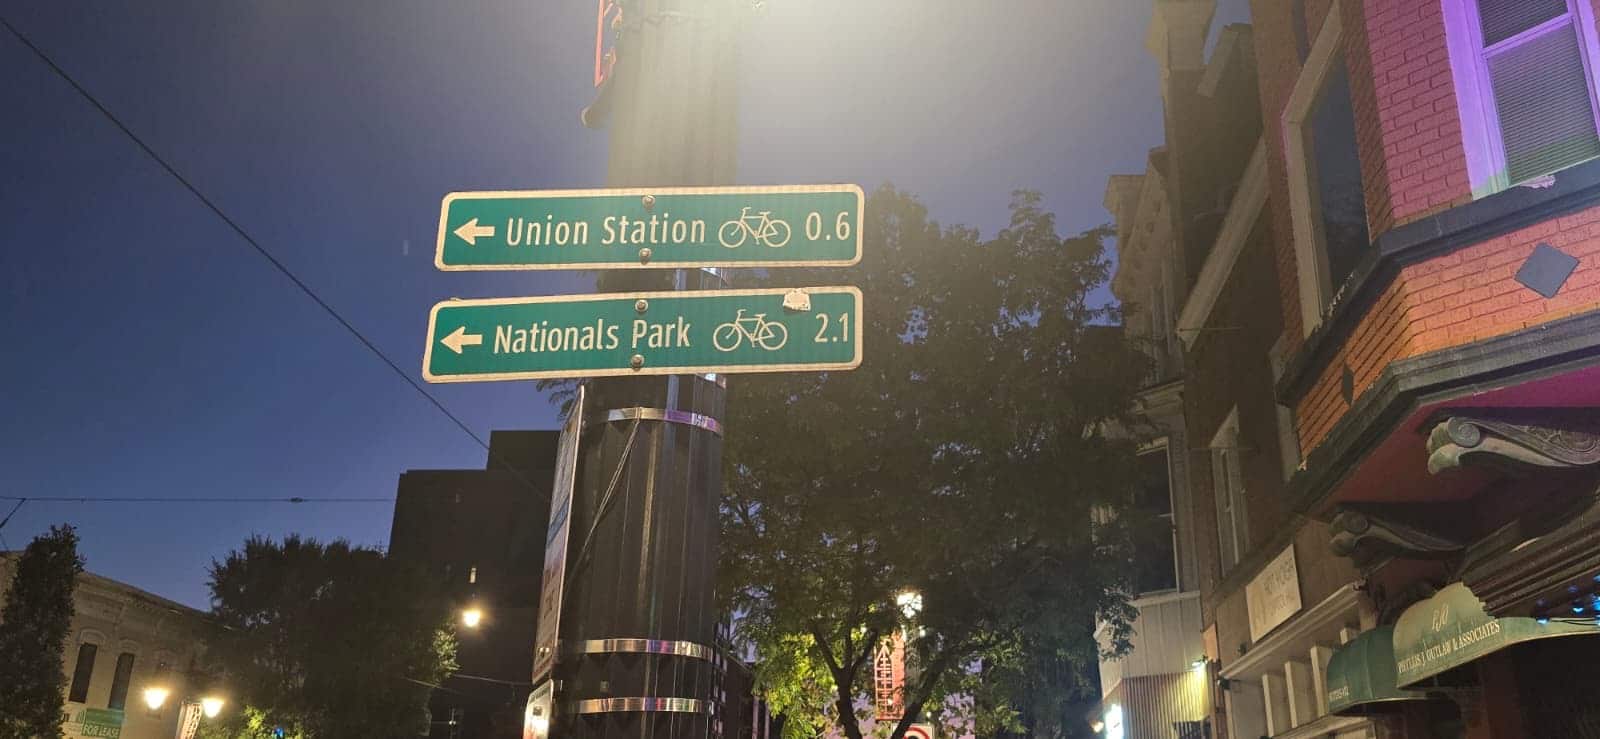 Union Station 0.6
Nationals Park 2.1
PHYLLIS J OUTLAW & ASSOCIATES
FOR LEASE